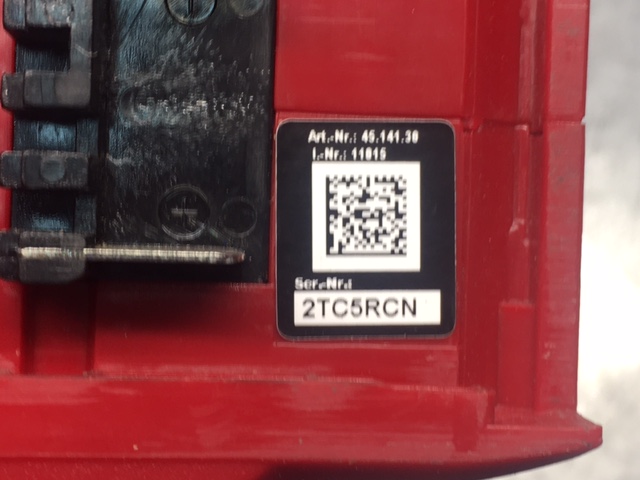 Art.-Nr.: 45.141.30
I.-Nr.: 11015
Ser.-Nr.:
2TC5RCN